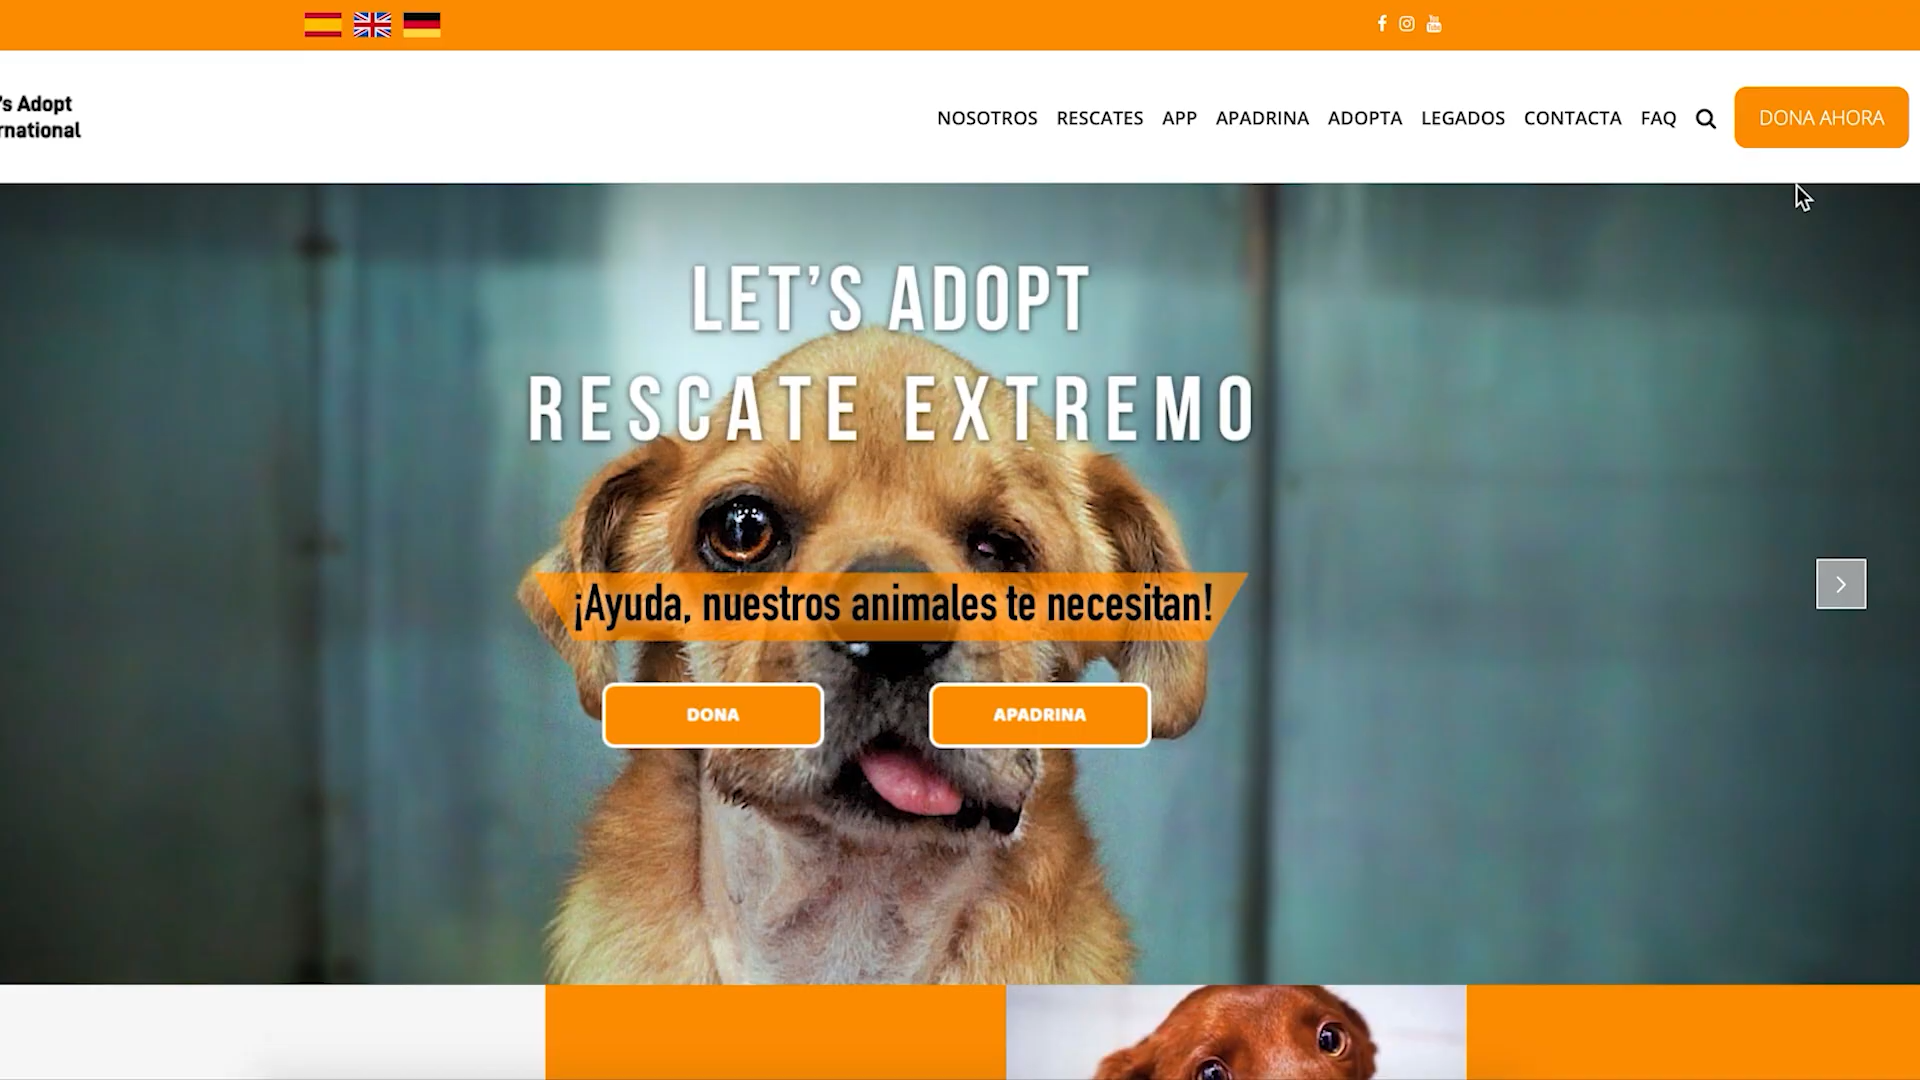 's Adopt
rnational
NOSOTROS RESCATES APP APADRINA ADOPTA LEGADOS CONTACTA FAQ DONA AHORA
LET'S ADOPT
RESCATE EXTREMO
¡Ayuda, nuestros animales te necesitan!
DONA APADRINA